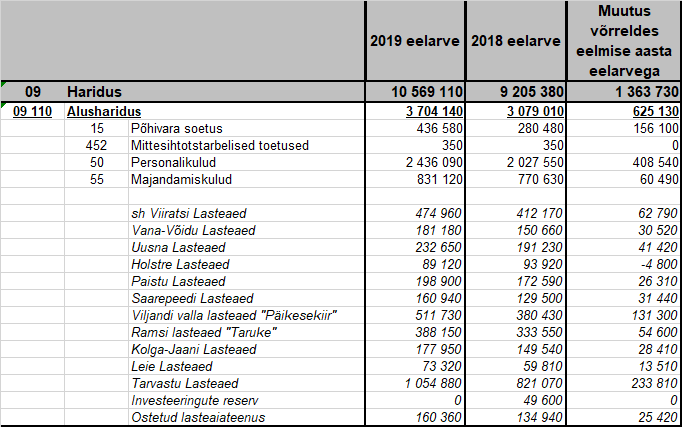 2019 eelarve 2018 eelarve Muutus võrreldes eelmise aasta eelarvega
09 Haridus 10 569 110 9 205 380 1 363 730
09 110 Alusharidus 3 704 140 3 079 010 625 130
15 Põhivara soetus 436 580 280 480 156 100
452 Mittesihtotstarbelised toetused 350 350 0
50 Personalikulud 2 436 090 2 027 550 408 540
55 Majandamiskulud 831 120 770 630 60 490
sh Viiratsi Lasteaed 474 960 412 170 62 790
Vana-Võidu Lasteaed 181 180 150 660 30 520
Uusna Lasteaed 232 650 191 230 41 420
Holstre Lasteaed 89 120 93 920 -4 800
Paistu Lasteaed 198 900 172 590 26 310
Saarepeedi Lasteaed 160 940 129 500 31 440
Viljandi valla lasteaed "Päikesekiir" 511 730 380 430 131 300
Ramsi lasteaed "Taruke" 388 150 333 550 54 600
Kolga-Jaani Lasteaed 177 950 149 540 28 410
Leie Lasteaed 73 320 59 810 13 510
Tarvastu Lasteaed 1 054 880 821 070 233 810
Investeeringute reserv 0 49 600 0
Ostetud lasteaiateenus 160 360 134 940 25 420